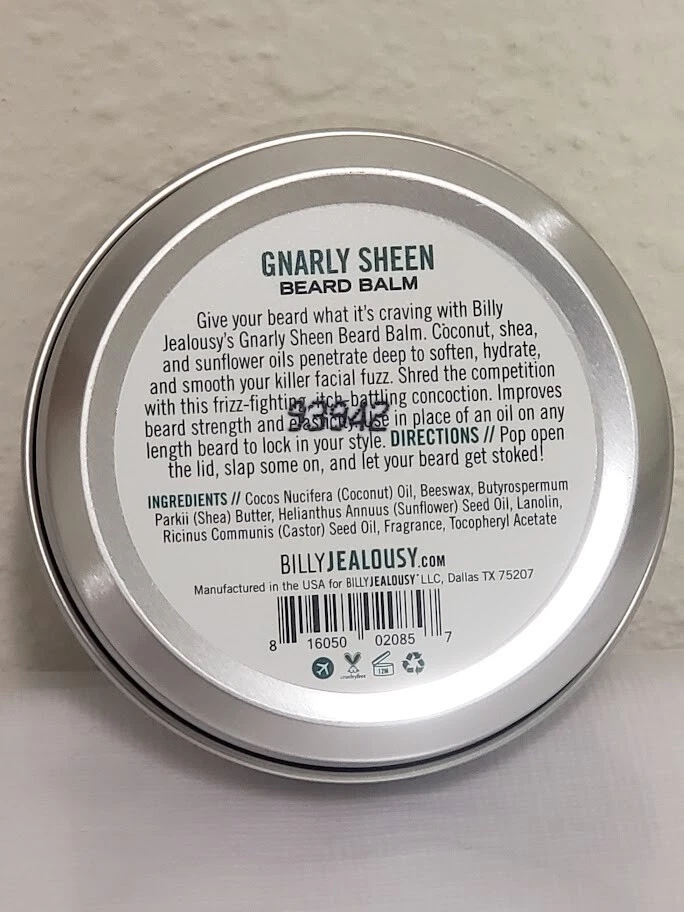 GNARLY SHEEN
BEARD BALM
Give your beard what it's craving with Billy
Jealousy's Gnarly Sheen Beard Balm. Coconut, shea,
and sunflower oils penetrate deep to soften, hydrate,
and smooth your killer facial fuzz. Shred the competition
with this frizz-fighting, itch-battling concoction. Improves
beard strength and elasticity. Use in place of an oil on any
length beard to lock in your style. DIRECTIONS // Pop open
the lid, slap some on, and let your beard get stoked!
INGREDIENTS // Cocos Nucifera (Coconut) Oil, Beeswax, Butyrospermum
Parkii (Shea) Butter, Helianthus Annuus (Sunflower) Seed Oil, Lanolin,
Ricinus Communis (Castor) Seed Oil, Fragrance, Tocopheryl Acetate
BILLYJEALOUSY.COM
Manufactured in the USA for BILLYJEALOUSY® LLC, Dallas TX 75207
8 16050 02085 7
crueltyfree 12M